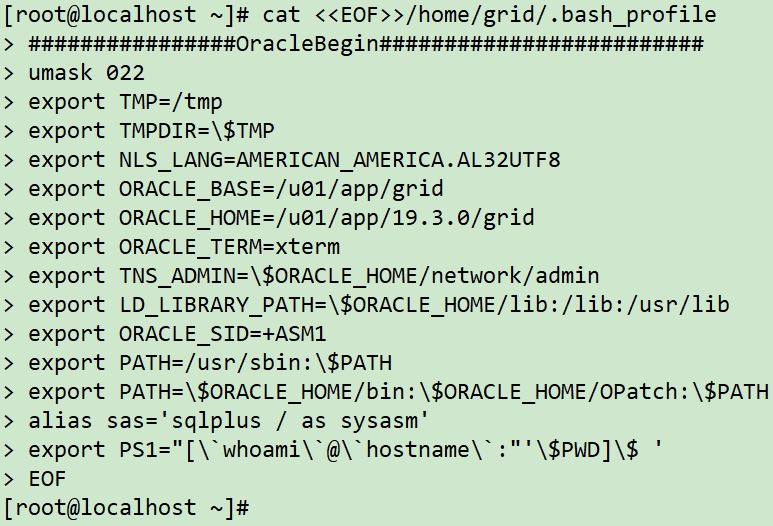 [root@localhost ~]# cat <<EOF>>/home/grid/.bash_profile
> ################OracleBegin#########################
> umask 022
> export TMP=/tmp
> export TMPDIR=\$TMP
> export NLS_LANG=AMERICAN_AMERICA.AL32UTF8
> export ORACLE_BASE=/u01/app/grid
> export ORACLE_HOME=/u01/app/19.3.0/grid
> export ORACLE_TERM=xterm
> export TNS_ADMIN=\$ORACLE_HOME/network/admin
> export LD_LIBRARY_PATH=\$ORACLE_HOME/lib:/lib:/usr/lib
> export ORACLE_SID=+ASM1
> export PATH=/usr/sbin:\$PATH
> export PATH=\$ORACLE_HOME/bin:\$ORACLE_HOME/OPatch:\$PATH
> alias sas='sqlplus / as sysasm'
> export PS1="[\`whoami\`@\`hostname\`:"'\$PWD]\$ '
> EOF
[root@localhost ~]#